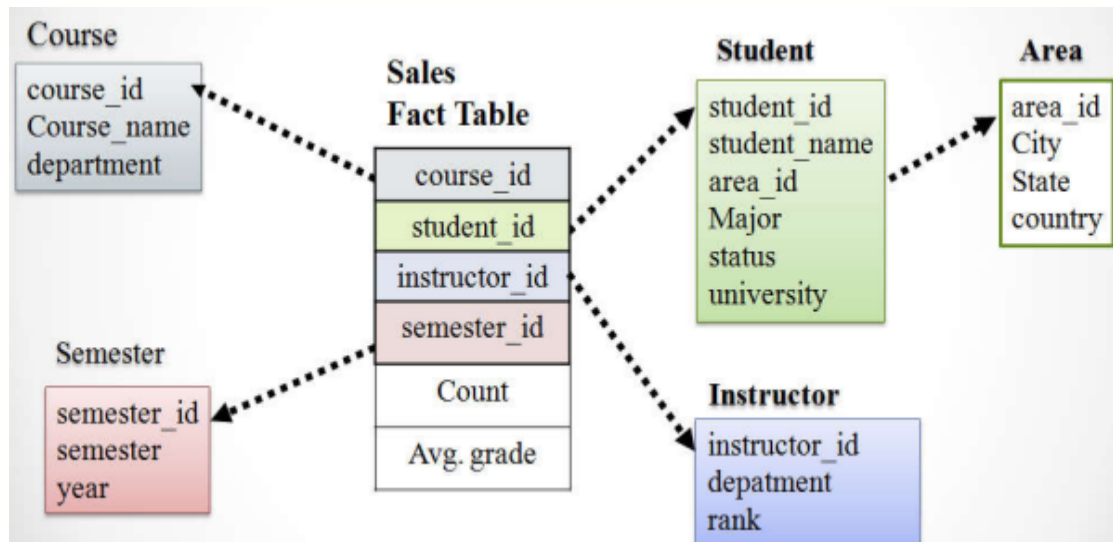 Course
course_id
Course_name
department
Sales
Fact Table
course_id
student_id
instructor_id
semester_id
Count
Avg. grade
Student
student_id
student_name
area_id
Major
status
university
Area
area_id
City
State
country
Semester
semester_id
semester
year
Instructor
instructor_id
depatment
rank